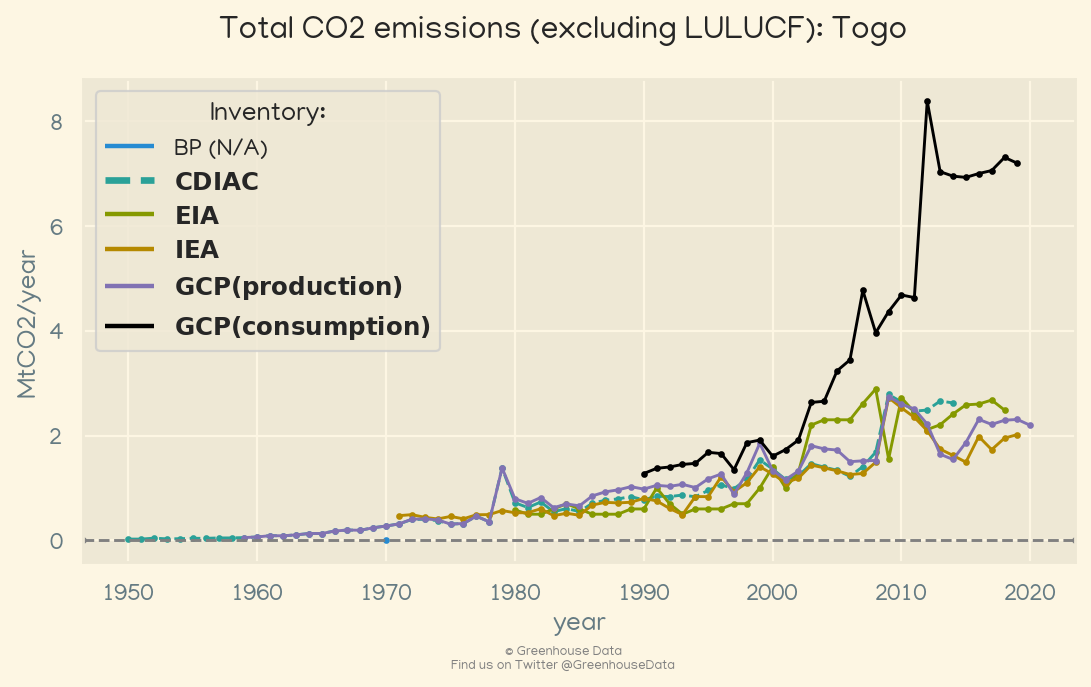 Total CO2 emissions (excluding LULUCF): Togo
Inventory:
BP (N/A)
CDIAC
EIA
IEA
GCP(production)
GCP(consumption)
MtCO2/year
8
6
4
2
0
1950 1960 1970 1980 1990 2000 2010 2020
year
© Greenhouse Data
Find us on Twitter @GreenhouseData